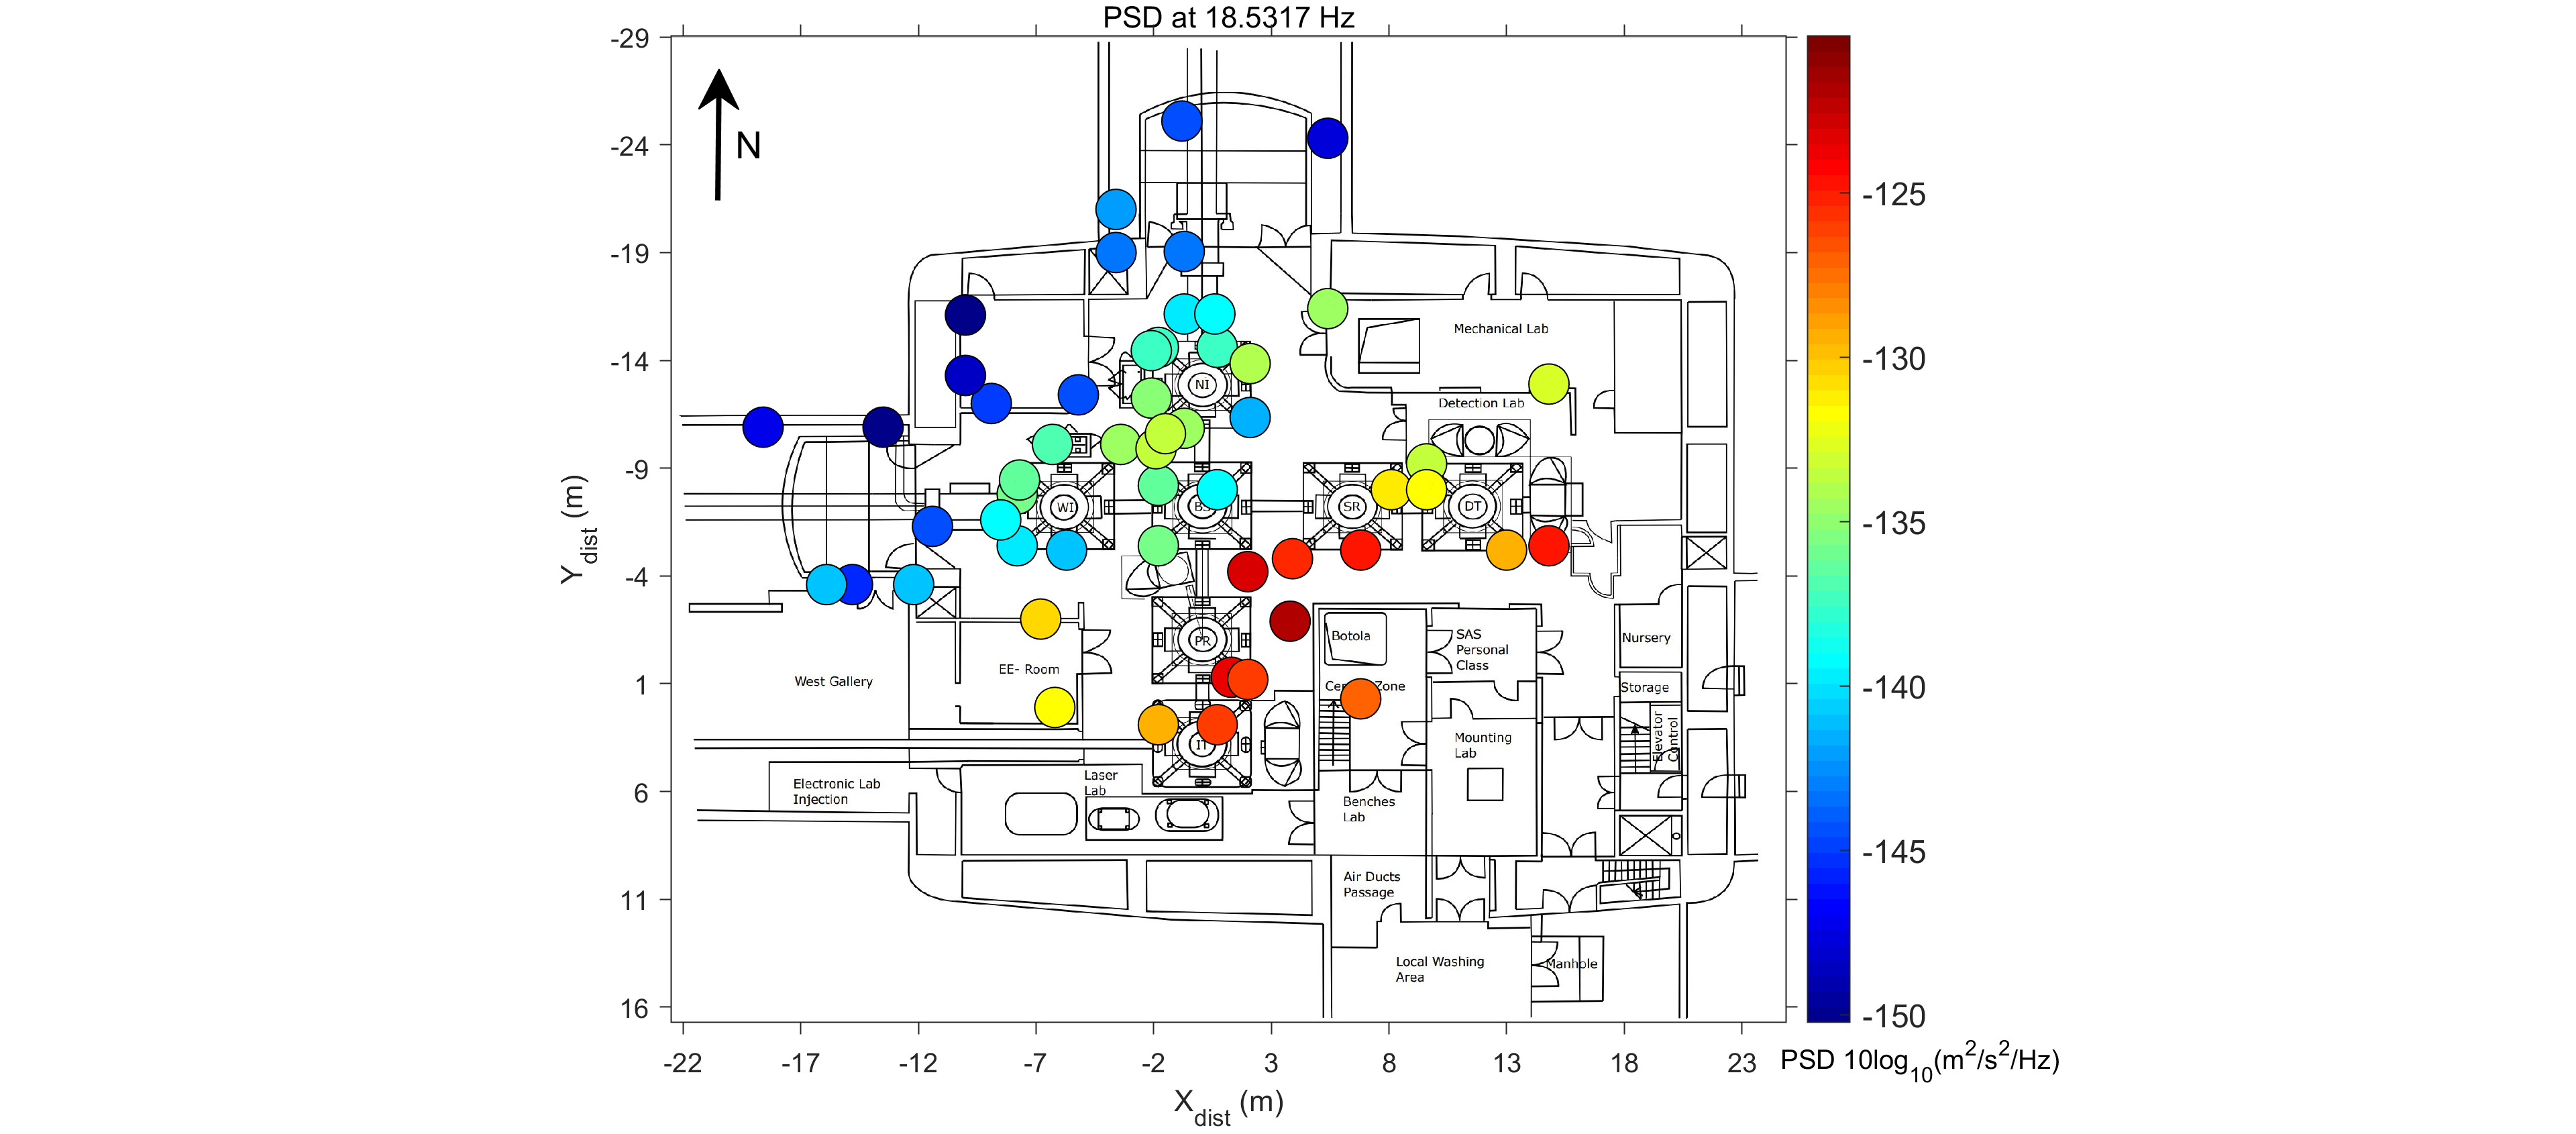 PSD at 18.5317 Hz
-29
-24
-19
-14
-9
-4
1
6
11
16
Y_dist (m)
N
Mechanical Lab
NI
Detection Lab
WI
SR
DT
PR
Botola
SAS
Personal
Class
Nursery
EE- Room
West Gallery
Storage
Elevator
Control
Mounting
Lab
Electronic Lab
Injection
Laser
Lab
Benches
Lab
Air Ducts
Passage
Local Washing
Area
Manhole
-22
-17
-12
-7
-2
3
8
13
18
23
X_dist (m)
-125
-130
-135
-140
-145
-150
PSD 10log₁₀(m²/s²/Hz)